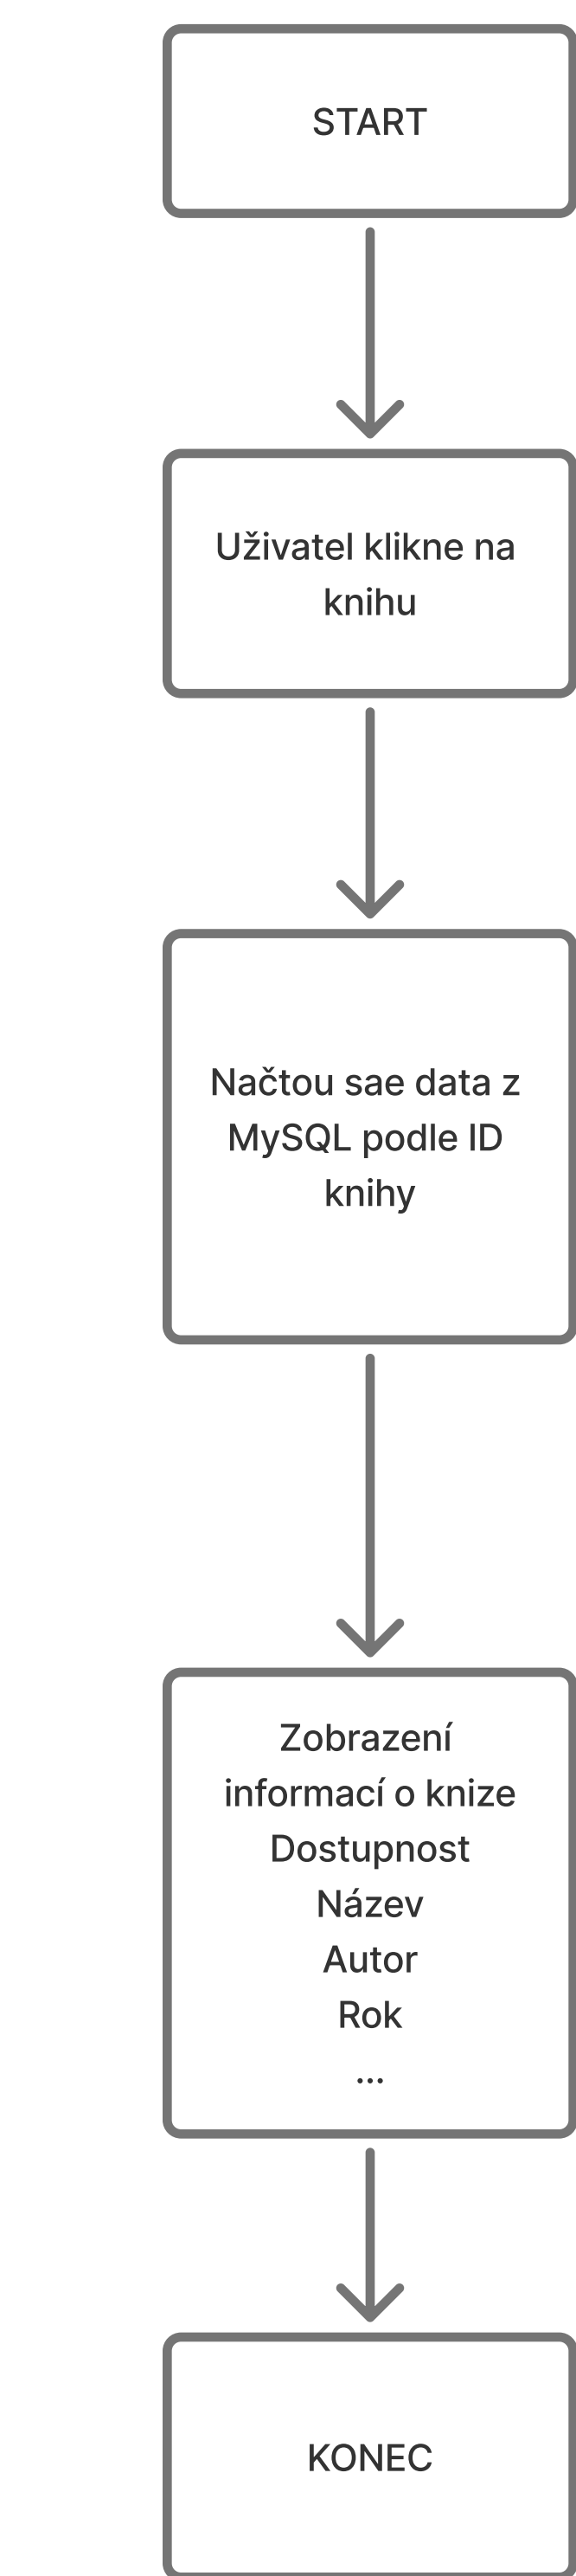 START
Uživatel klikne na
knihu
Načtou sae data z
MySQL podle ID
knihy
Zobrazení
informací o knize
Dostupnost
Název
Autor
Rok
...
KONEC